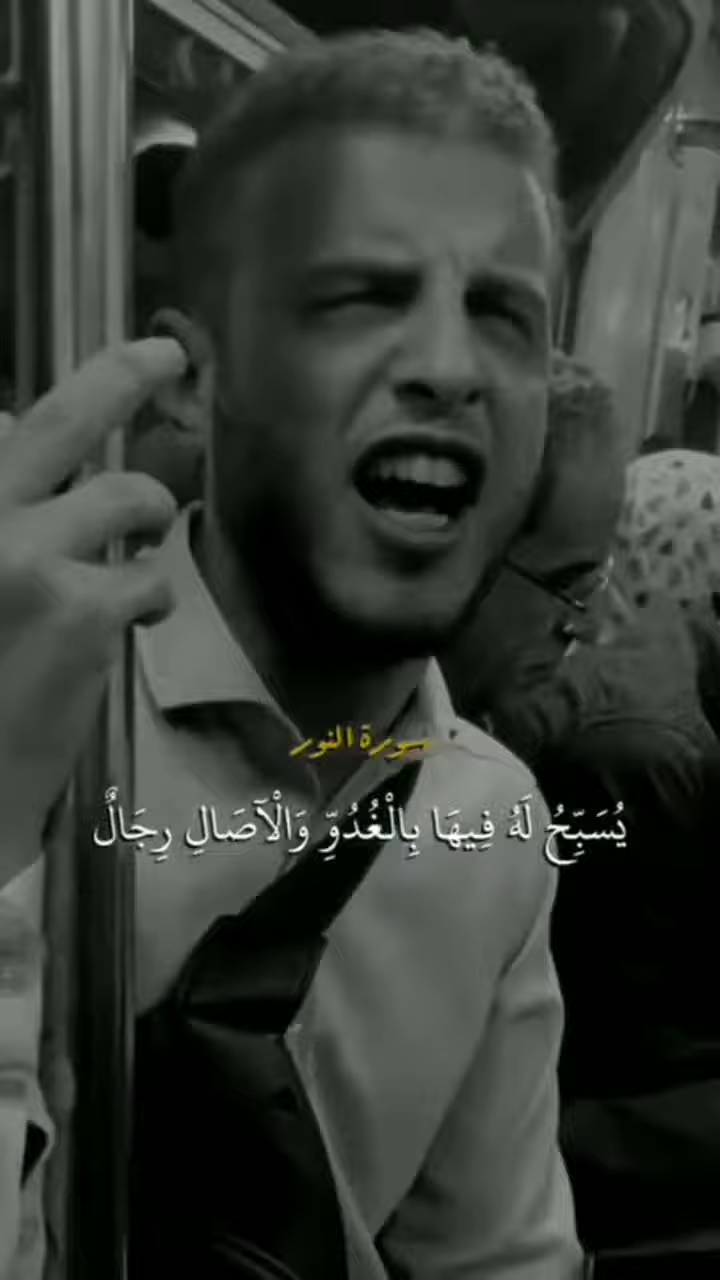 سورة النور
يُسَبِّحُ لَهُ فِيهَا بِالْغُدُوِّ وَالْآصَالِ رِجَالٌ